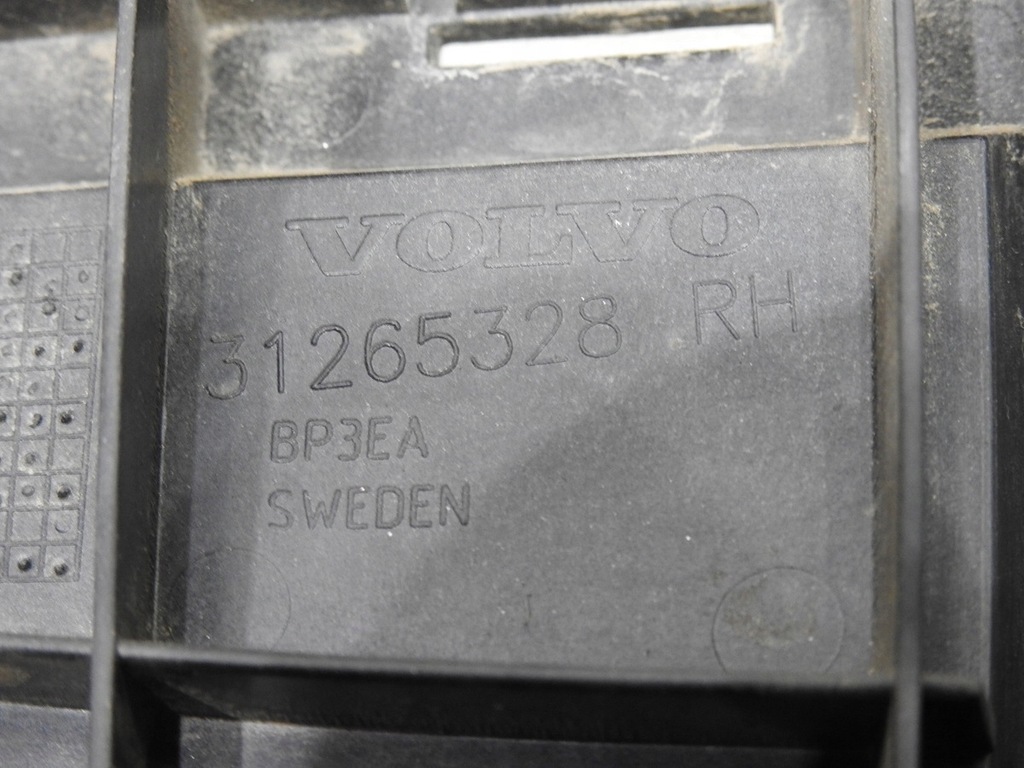 VOLVO
31265328 RH
BP3EA
SWEDEN